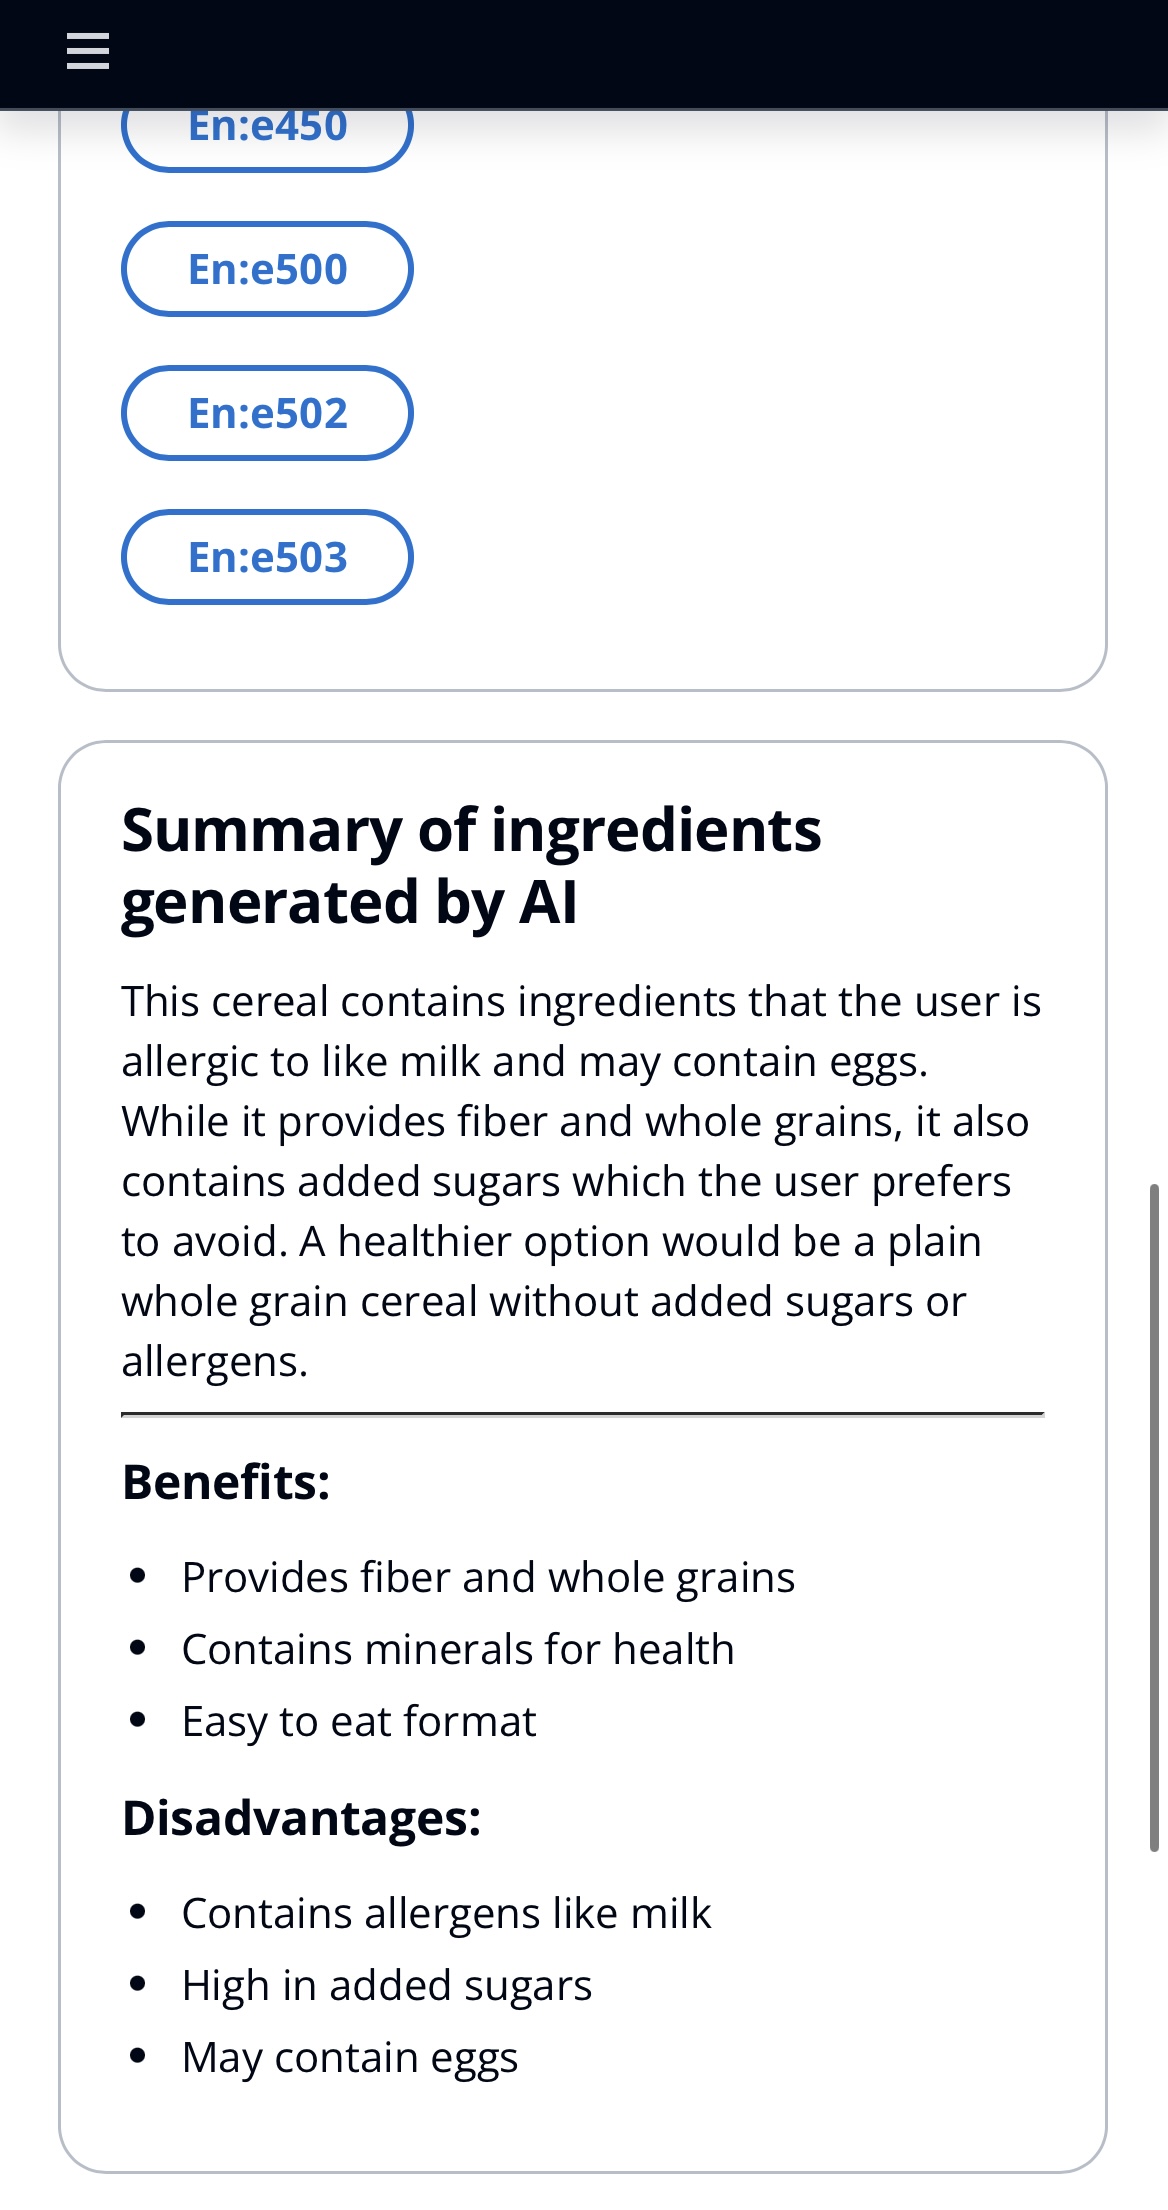 En:e450
En:e500
En:e502
En:e503
Summary of ingredients
generated by AI
This cereal contains ingredients that the user is
allergic to like milk and may contain eggs.
While it provides fiber and whole grains, it also
contains added sugars which the user prefers
to avoid. A healthier option would be a plain
whole grain cereal without added sugars or
allergens.
Benefits:
• Provides fiber and whole grains
• Contains minerals for health
• Easy to eat format
Disadvantages:
• Contains allergens like milk
• High in added sugars
• May contain eggs